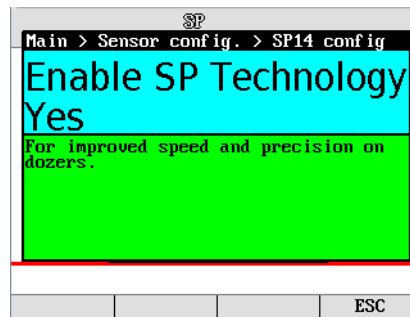 SP
Main > Sensor config. > SP14 config
Enable SP Technology
Yes
For improved speed and precision on
dozers.
ESC